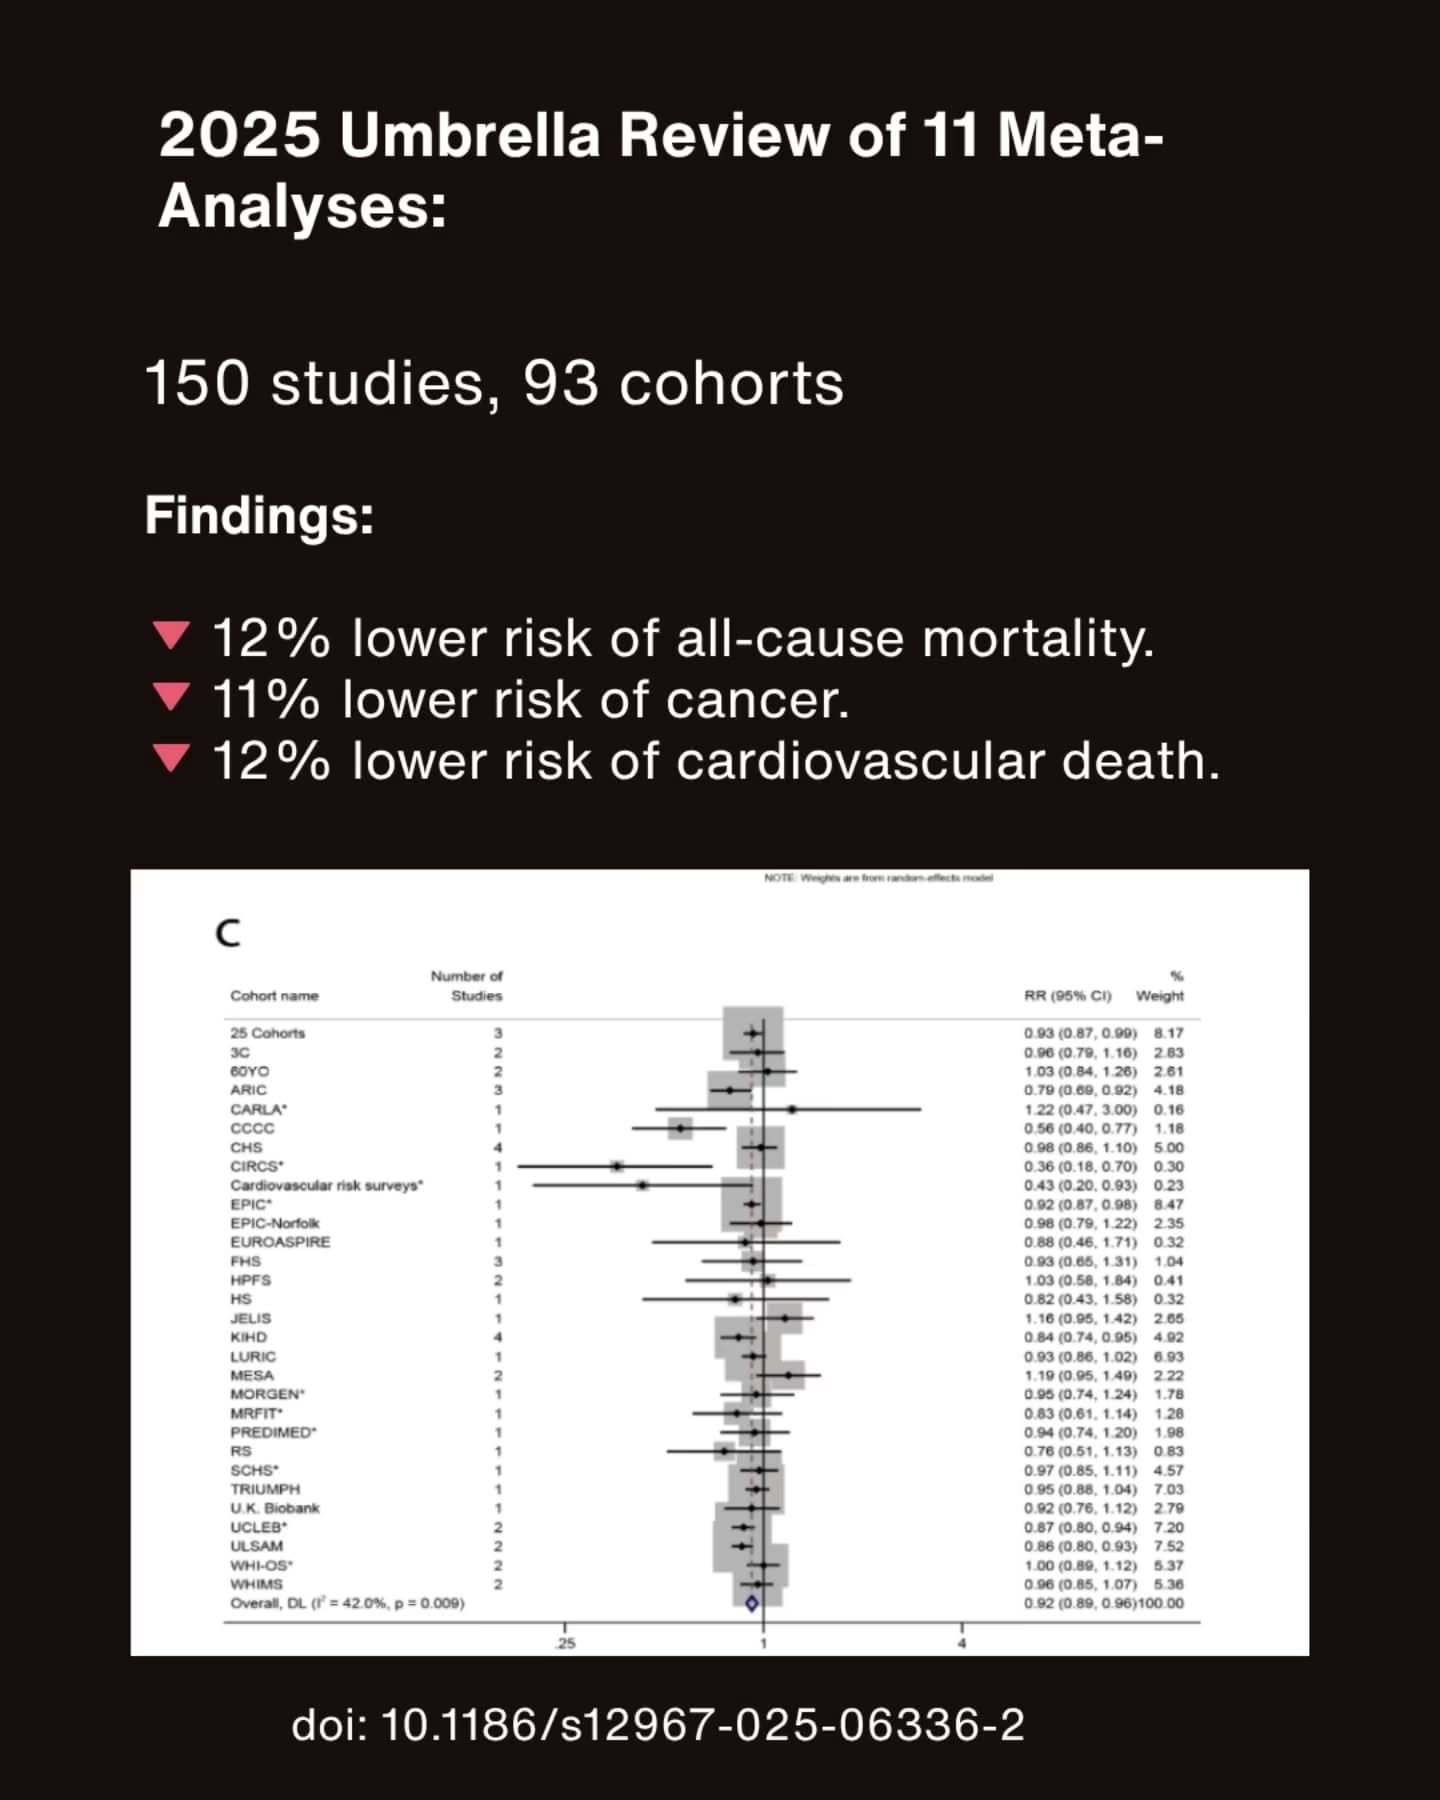 2025 Umbrella Review of 11 Meta-
Analyses:
150 studies, 93 cohorts
Findings:
▼ 12% lower risk of all-cause mortality.
▼ 11% lower risk of cancer.
▼ 12% lower risk of cardiovascular death.
NOTE: Weights are from random-effects model
C
Number of %
Cohort name Studies RR (95% CI) Weight
25 Cohorts 3 0.93 (0.87, 0.99) 8.17
3C 2 0.96 (0.79, 1.16) 2.83
60YO 2 1.03 (0.84, 1.26) 2.61
ARIC 3 0.79 (0.69, 0.92) 4.18
CARLA* 1 1.22 (0.47, 3.00) 0.16
CCCC 1 0.56 (0.40, 0.77) 1.18
CHS 4 0.98 (0.86, 1.10) 5.00
CIRCS* 1 0.36 (0.18, 0.70) 0.30
Cardiovascular risk surveys* 1 0.43 (0.20, 0.93) 0.23
EPIC* 1 0.92 (0.87, 0.98) 8.47
EPIC-Norfolk 1 0.98 (0.79, 1.22) 2.35
EUROASPIRE 1 0.88 (0.46, 1.71) 0.32
FHS 3 0.93 (0.65, 1.31) 1.04
HPFS 2 1.03 (0.58, 1.84) 0.41
HS 1 0.82 (0.43, 1.58) 0.32
JELIS 1 1.16 (0.95, 1.42) 2.65
KIHD 4 0.84 (0.74, 0.95) 4.92
LURIC 1 0.93 (0.86, 1.02) 6.93
MESA 2 1.19 (0.95, 1.49) 2.22
MORGEN* 1 0.95 (0.74, 1.24) 1.78
MRFIT* 1 0.83 (0.61, 1.14) 1.28
PREDIMED* 1 0.94 (0.74, 1.20) 1.98
RS 1 0.76 (0.51, 1.13) 0.83
SCHS* 1 0.97 (0.85, 1.11) 4.57
TRIUMPH 1 0.95 (0.88, 1.04) 7.03
U.K. Biobank 1 0.92 (0.76, 1.12) 2.79
UCLEB* 2 0.87 (0.80, 0.94) 7.20
ULSAM 2 0.86 (0.80, 0.93) 7.52
WHI-OS* 2 1.00 (0.89, 1.12) 5.37
WHIMS 2 0.96 (0.85, 1.07) 5.36
Overall, DL (I² = 42.0%, p = 0.009) 0.92 (0.89, 0.96)100.00
.25 1 4
doi: 10.1186/s12967-025-06336-2